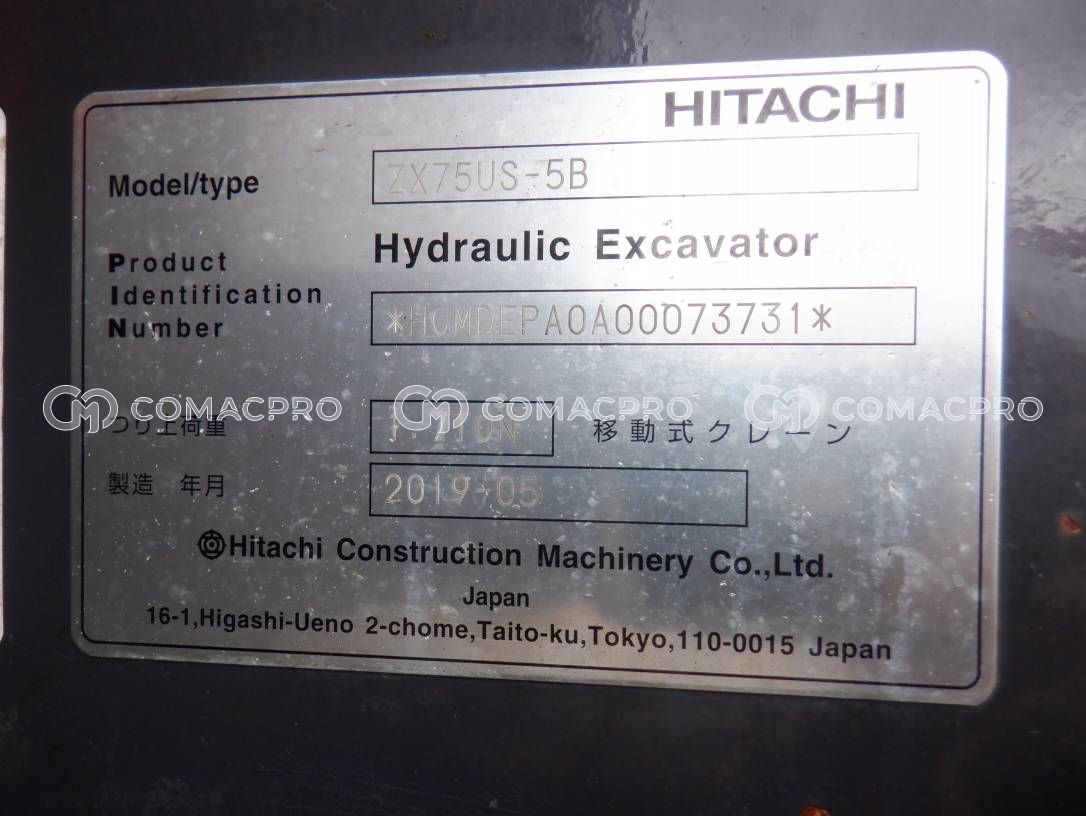 HITACHI
Model/type ZX75US-5B
Hydraulic Excavator
Product
Identification
Number *HCMDEPA0A00073731*
つり上荷重 移動式クレーン
COMACPRO COMACPRO COMACPRO
製造 年月 2019-05
Hitachi Construction Machinery Co.,Ltd.
Japan
16-1,Higashi-Ueno 2-chome,Taito-ku,Tokyo,110-0015 Japan